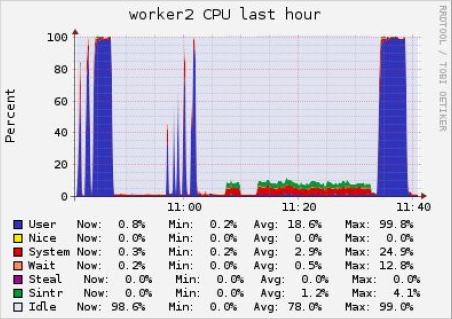 worker2 CPU last hour
RRDTOOL / TOBI OETIKER
Percent
100
80
60
40
20
0
11:00 11:20 11:40
User Now: 0.8% Min: 0.2% Avg: 18.6% Max: 99.8%
Nice Now: 0.0% Min: 0.0% Avg: 0.0% Max: 0.0%
System Now: 0.3% Min: 0.2% Avg: 2.9% Max: 24.9%
Wait Now: 0.2% Min: 0.0% Avg: 0.5% Max: 12.8%
Steal Now: 0.0% Min: 0.0% Avg: 0.0% Max: 0.0%
Sintr Now: 0.0% Min: 0.0% Avg: 1.2% Max: 4.1%
Idle Now: 98.6% Min: 0.0% Avg: 78.0% Max: 99.0%